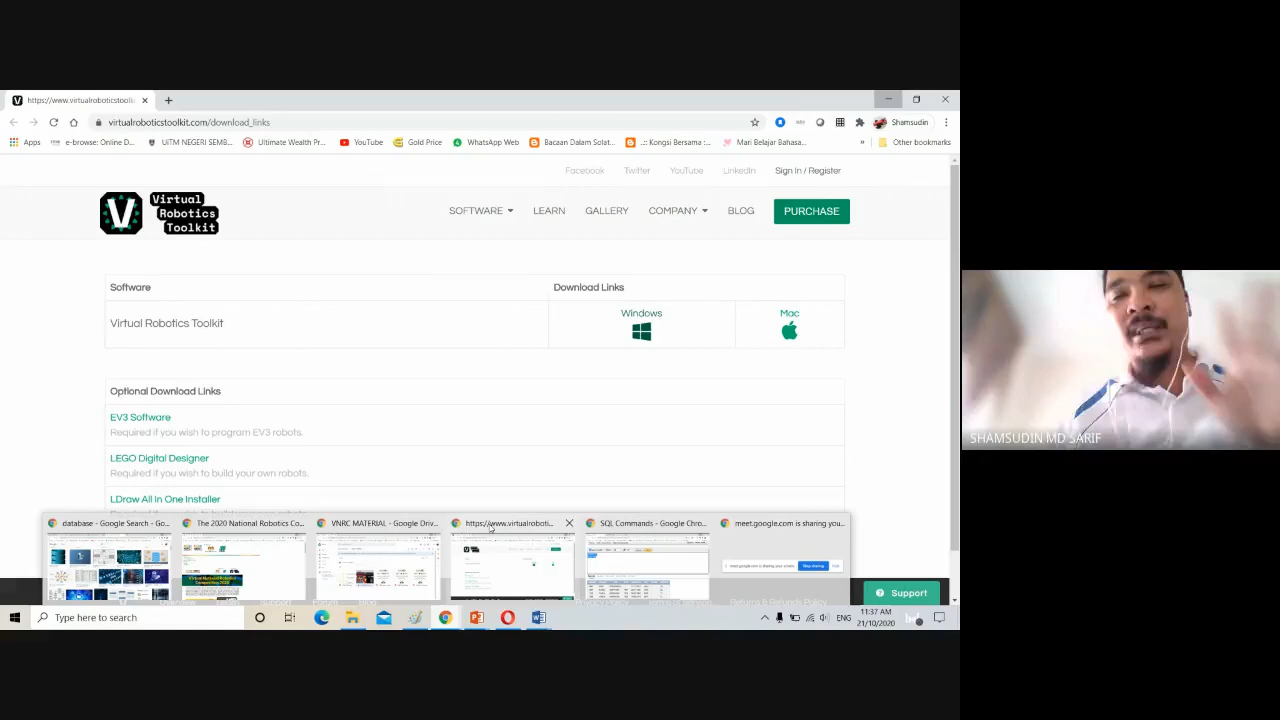 https://www.virtualroboticstoolk
virtualroboticstoolkit.com/download_links
Shamsudin
Apps
e-browse: Online D...
UiTM NEGERI SEMB...
Ultimate Wealth Pr...
YouTube
Gold Price
WhatsApp Web
Bacaan Dalam Solat...
..:: Kongsi Bersama :...
Mari Belajar Bahasa...
»
Other bookmarks
Facebook
Twitter
YouTube
LinkedIn
Sign In / Register
V
Virtual
Robotics
Toolkit
SOFTWARE
LEARN
GALLERY
COMPANY
BLOG
PURCHASE
Software
Download Links
Virtual Robotics Toolkit
Windows
Mac
Optional Download Links
EV3 Software
Required if you wish to program EV3 robots.
LEGO Digital Designer
Required if you wish to build your own robots.
LDraw All In One Installer
SHAMSUDIN MD SARIF
database - Google Search - Go...
The 2020 National Robotics Co...
VNRC MATERIAL - Google Driv...
https://www.virtualroboti...
SQL Commands - Google Chro...
meet.google.com is sharing you...
Stop sharing
Support
Returns & Refunds Policy
Type here to search
ENG
11:37 AM
21/10/2020